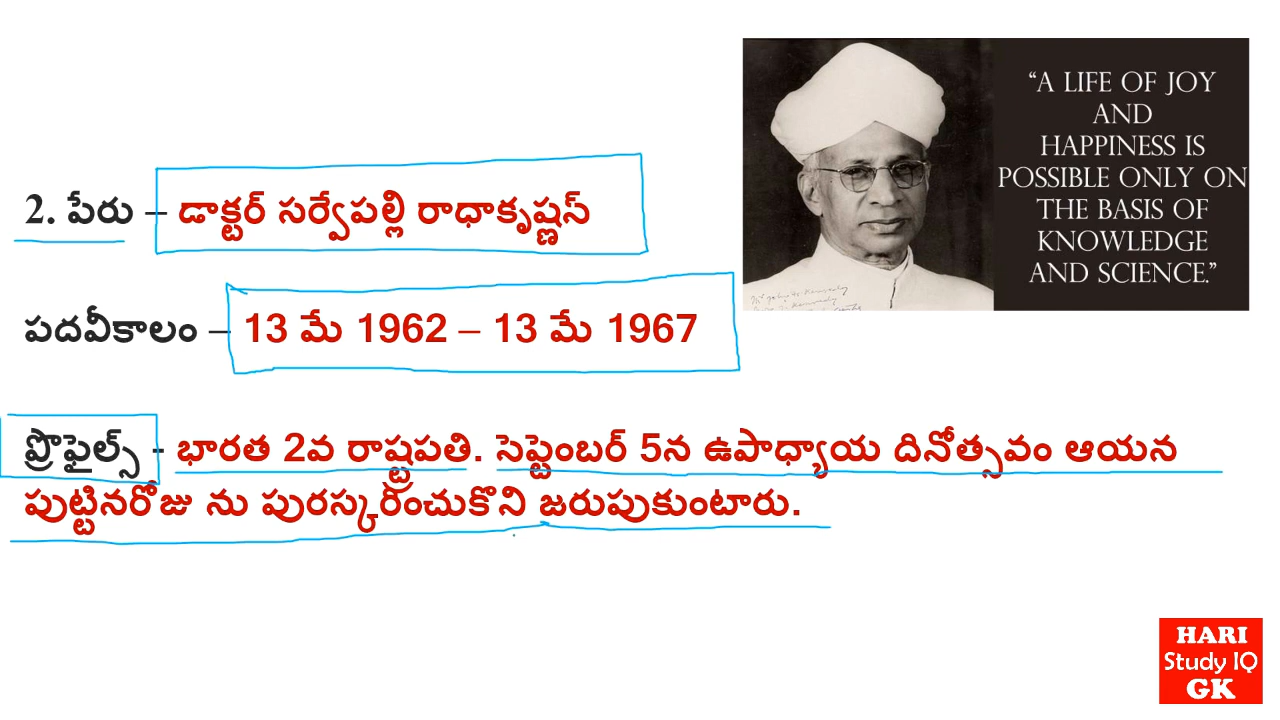 2. పేరు – డాక్టర్ సర్వేపల్లి రాధాకృష్ణన్
పదవీకాలం – 13 మే 1962 – 13 మే 1967
ప్రొఫైల్స్ - భారత 2వ రాష్ట్రపతి. సెప్టెంబర్ 5న ఉపాధ్యాయ దినోత్సవం ఆయన
పుట్టినరోజు ను పురస్కరించుకొని జరుపుకుంటారు.
“A LIFE OF JOY
AND
HAPPINESS IS
POSSIBLE ONLY ON
THE BASIS OF
KNOWLEDGE
AND SCIENCE.”
HARI
Study IQ
GK